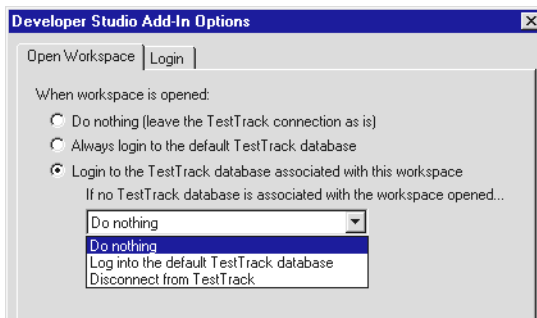 Developer Studio Add-In Options
Open Workspace Login
When workspace is opened:
Do nothing (leave the TestTrack connection as is)
Always login to the default TestTrack database
Login to the TestTrack database associated with this workspace
If no TestTrack database is associated with the workspace opened...
Do nothing
Do nothing
Log into the default TestTrack database
Disconnect from TestTrack